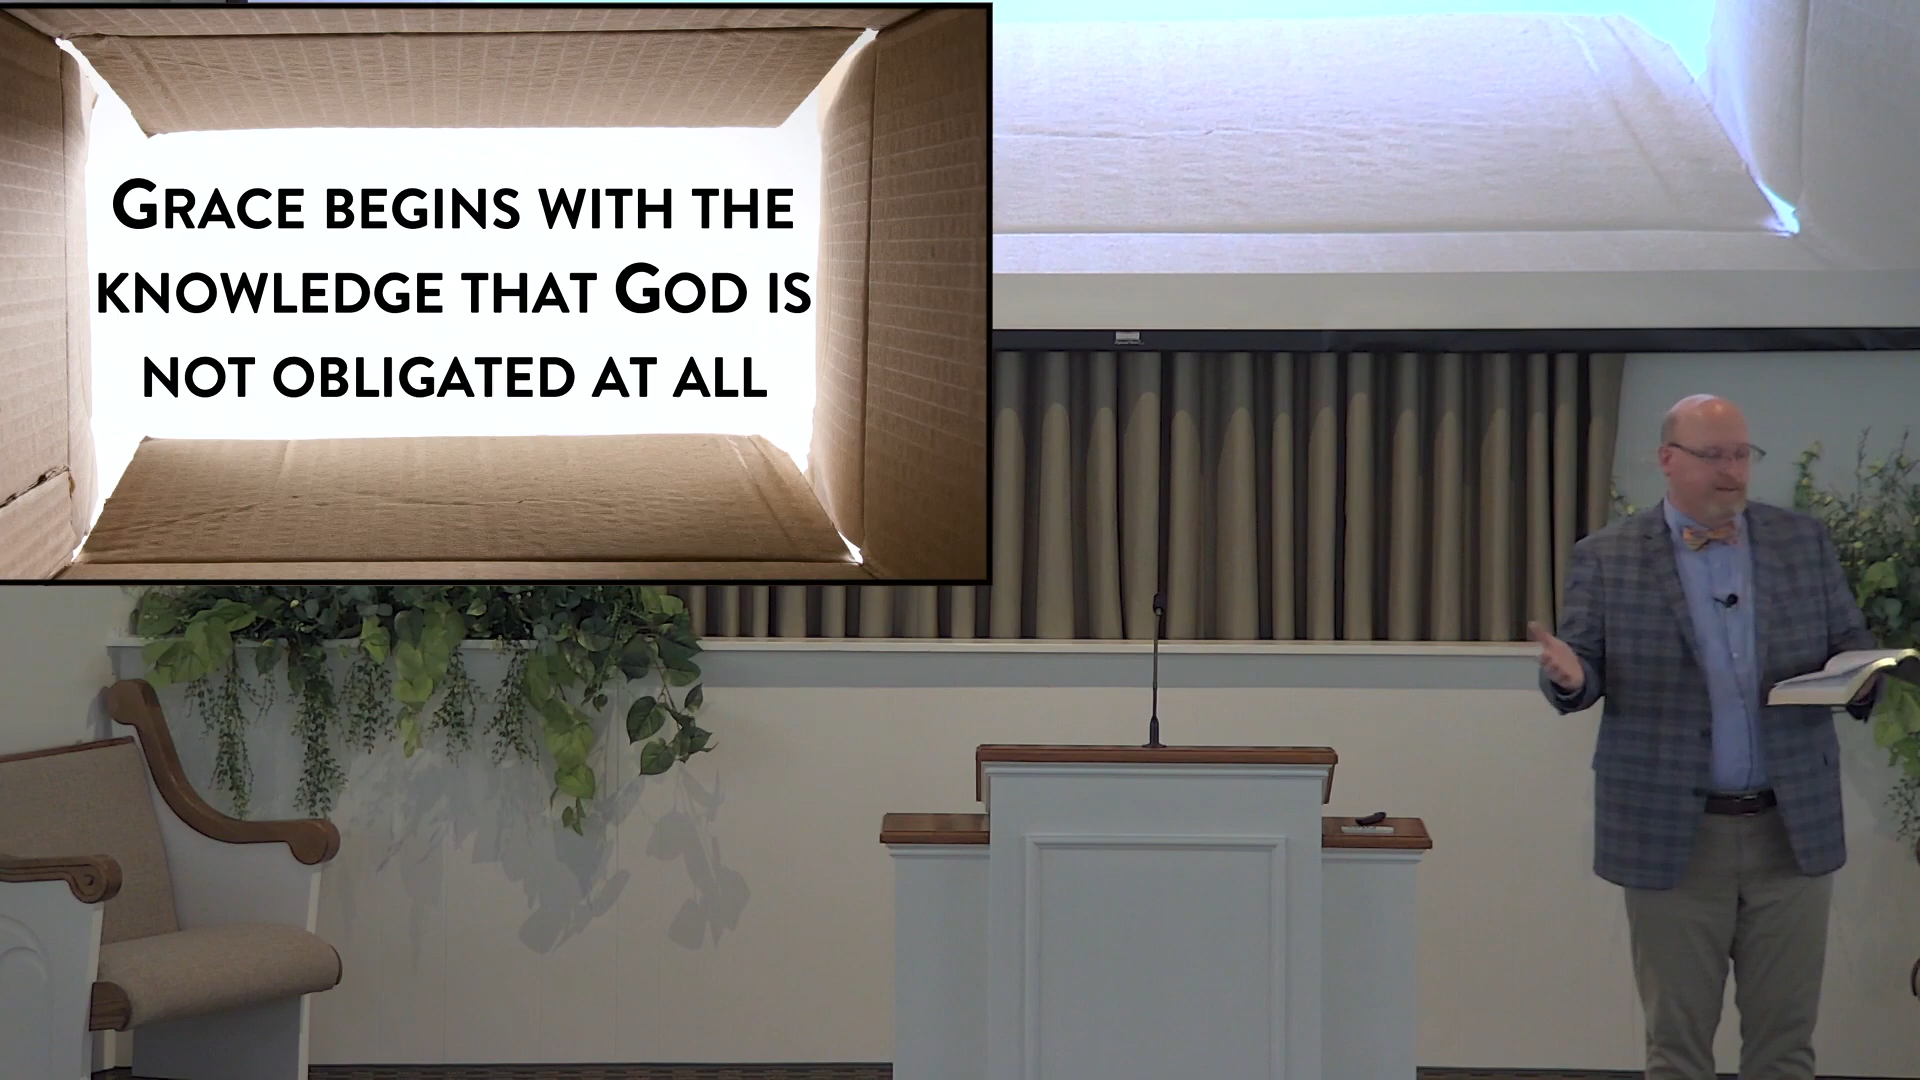 GRACE BEGINS WITH THE
KNOWLEDGE THAT GOD IS
NOT OBLIGATED AT ALL